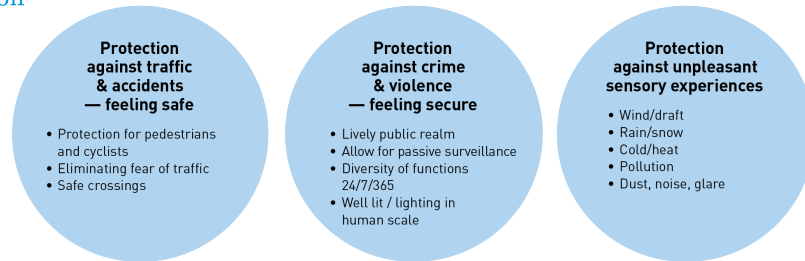 Protection
against traffic
& accidents
— feeling safe
• Protection for pedestrians
and cyclists
• Eliminating fear of traffic
• Safe crossings
Protection
against crime
& violence
— feeling secure
• Lively public realm
• Allow for passive surveillance
• Diversity of functions
24/7/365
• Well lit / lighting in
human scale
Protection
against unpleasant
sensory experiences
• Wind/draft
• Rain/snow
• Cold/heat
• Pollution
• Dust, noise, glare